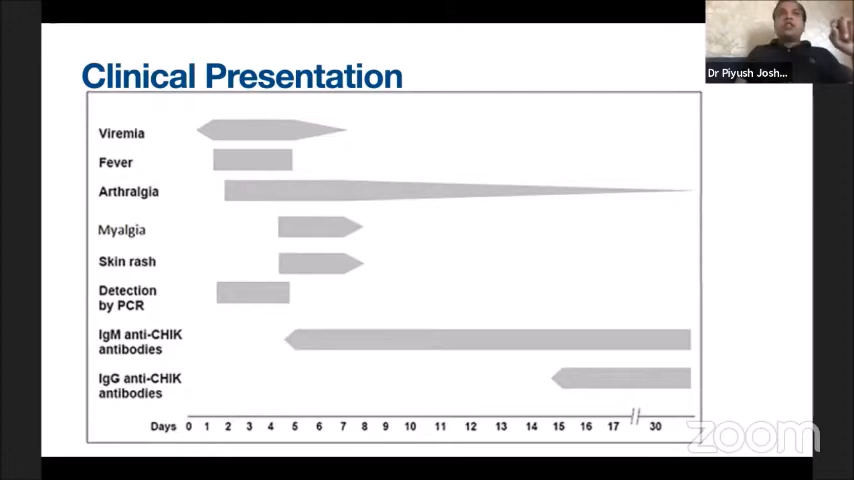 Clinical Presentation
Dr Piyush Josh...
Viremia
Fever
Arthralgia
Myalgia
Skin rash
Detection
by PCR
IgM anti-CHIK
antibodies
IgG anti-CHIK
antibodies
Days 0 1 2 3 4 5 6 7 8 9 10 11 12 13 14 15 16 17 30
zoom